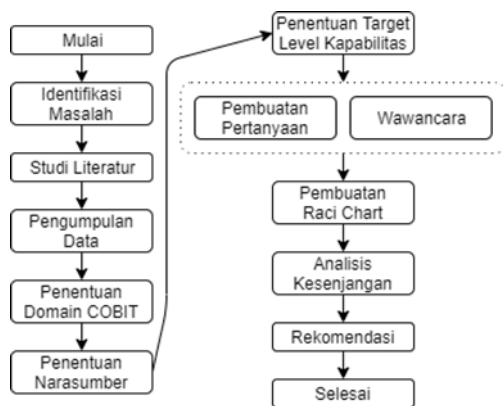 Mulai
Identifikasi
Masalah
Studi Literatur
Pengumpulan
Data
Penentuan
Domain COBIT
Penentuan
Narasumber
Penentuan Target
Level Kapabilitas
Pembuatan
Pertanyaan
Wawancara
Pembuatan
Raci Chart
Analisis
Kesenjangan
Rekomendasi
Selesai